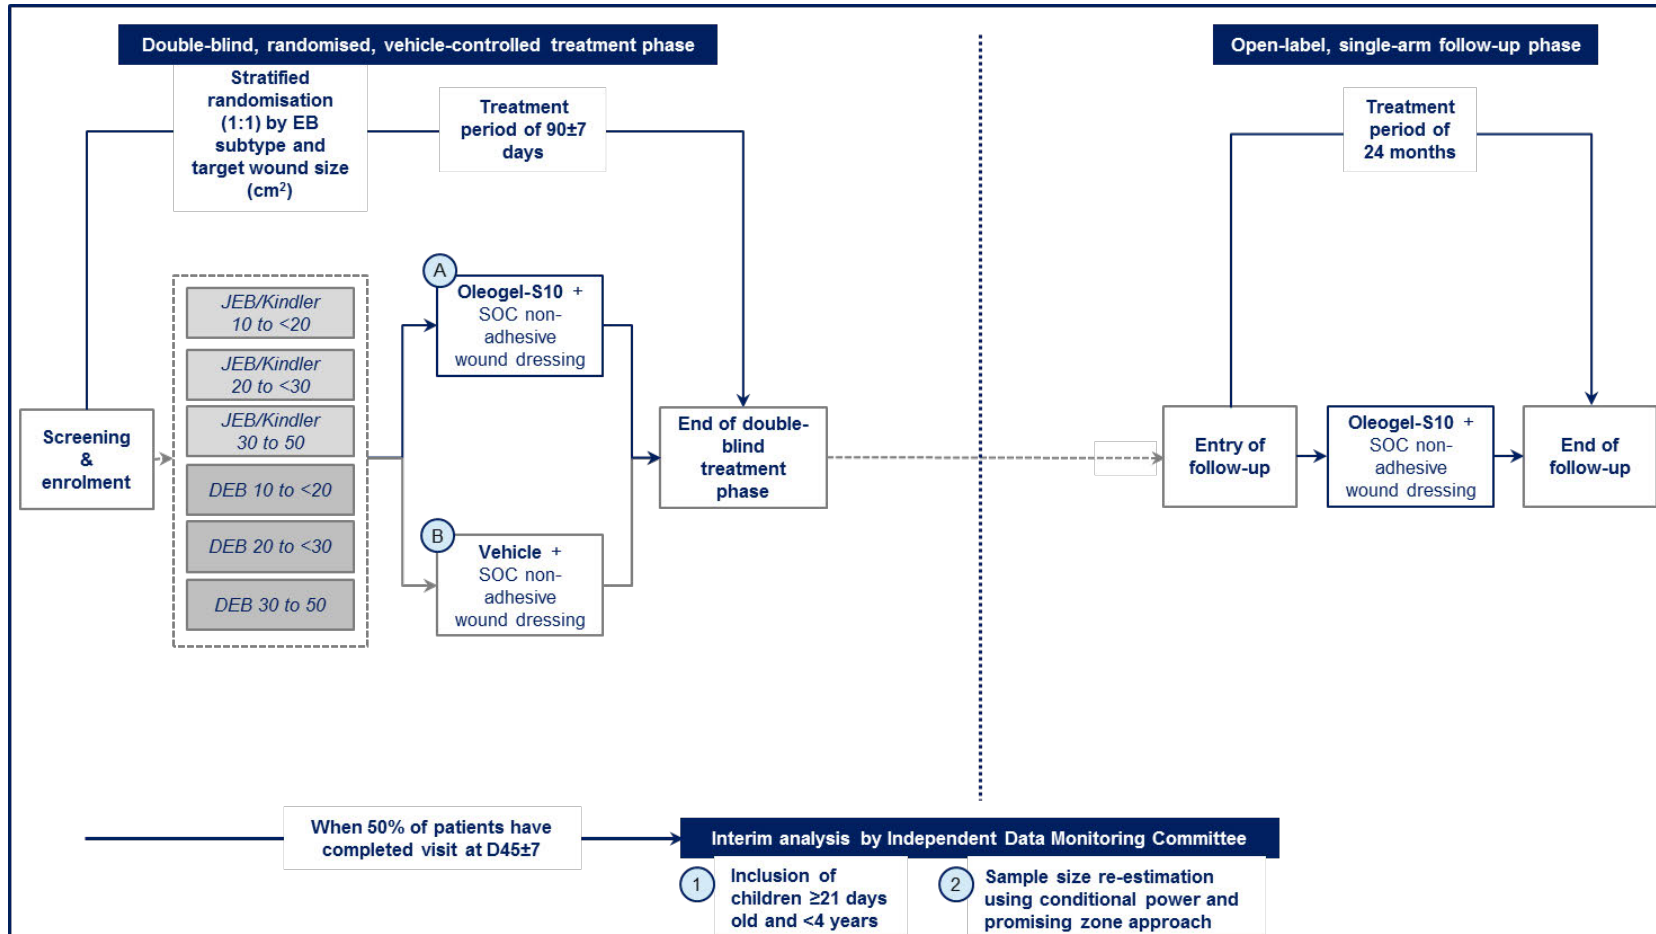 Double-blind, randomised, vehicle-controlled treatment phase
Open-label, single-arm follow-up phase
Stratified
randomisation
(1:1) by EB
subtype and
target wound size
(cm²)
Treatment
period of 90±7
days
Treatment
period of
24 months
JEB/Kindler
10 to <20
JEB/Kindler
20 to <30
JEB/Kindler
30 to 50
DEB 10 to <20
DEB 20 to <30
DEB 30 to 50
Screening
&
enrolment
A
Oleogel-S10 +
SOC non-
adhesive
wound dressing
B
Vehicle +
SOC non-
adhesive
wound dressing
End of double-
blind
treatment
phase
Entry of
follow-up
Oleogel-S10 +
SOC non-
adhesive
wound dressing
End of
follow-up
When 50% of patients have
completed visit at D45±7
Interim analysis by Independent Data Monitoring Committee
1
Inclusion of
children ≥21 days
old and <4 years
2
Sample size re-estimation
using conditional power and
promising zone approach